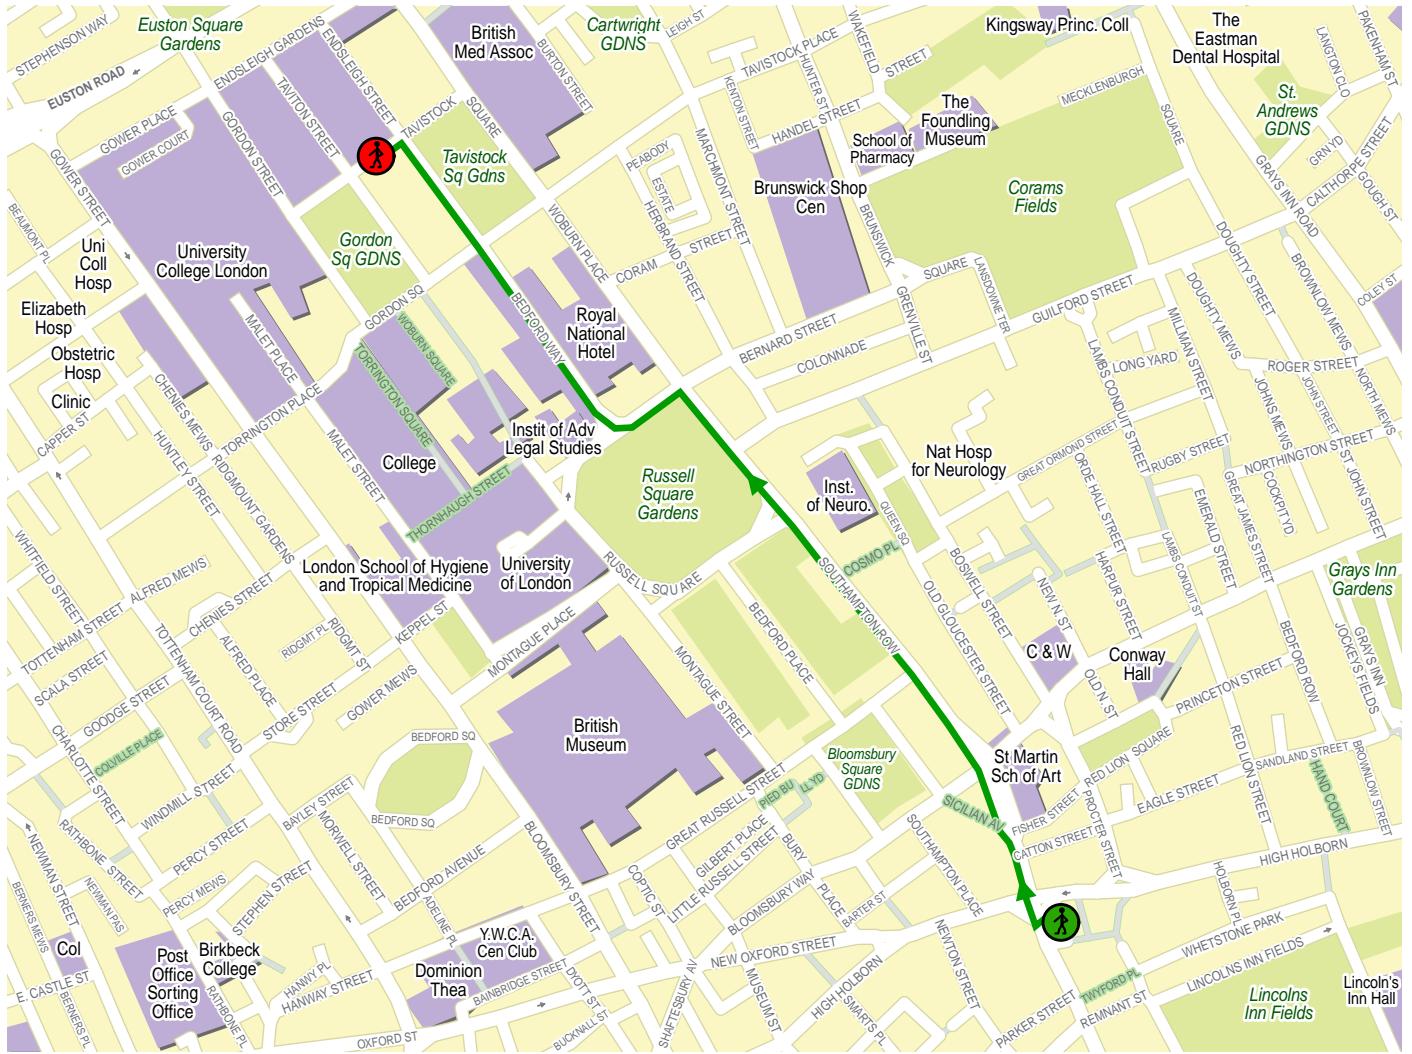 STEPHENSON WAY
Euston Square
Gardens
EUSTON ROAD
ENDSLEIGH GARDENS
ENDSLEIGH STREET
TAVITON STREET
GORDON STREET
GOWER PLACE
GOWER COURT
GOWER STREET
BEAUMONT PL
British
Med Assoc
BURTON STREET
Cartwright
GDNS
LEIGH ST
TAVISTOCK PLACE
KENTON STREET
HUNTER ST
WAKEFIELD
STREET
HANDEL STREET
Kingsway Princ. Coll
The
Eastman
Dental Hospital
LANGTON CLO
PAKENHAM ST
MECKLENBURGH
SQUARE
St.
Andrews
GDNS
GRN YD
CALTHORPE STREET
GOUGH ST
GRAYS INN ROAD
The
Foundling
Museum
School of
Pharmacy
Brunswick Shop
Cen
Corams
Fields
TAVISTOCK
SQUARE
Tavistock
Sq Gdns
MARCHMONT STREET
PEABODY
ESTATE
HERBRAND STREET
WOBURN PLACE
CORAM STREET
BRUNSWICK
SQUARE
LANSDOWNE TER
GRENVILLE ST
GUILFORD STREET
DOUGHTY STREET
DOUGHTY MEWS
BROWNLOW MEWS
COLEY ST
Uni
Coll
Hosp
University
College London
Gordon
Sq GDNS
GORDON SQ
Elizabeth
Hosp
Obstetric
Hosp
Clinic
MALET PLACE
WOBURN SQUARE
TORRINGTON SQUARE
BEDFORD WAY
Royal
National
Hotel
BERNARD STREET
COLONNADE
LAMBS CONDUIT STREET
LONG YARD
MILLMAN STREET
ROGER STREET
JOHNS MEWS
JOHN STREET
NORTH MEWS
CAPPER ST
CHENIES MEWS
HUNTLEY STREET
TORRINGTON PLACE
RIDGMOUNT GARDENS
MALET STREET
College
Instit of Adv
Legal Studies
THORNHAUGH STREET
Russell
Square
Gardens
Inst.
of Neuro.
Nat Hosp
for Neurology
GREAT ORMOND STREET
ORDE HALL STREET
RUGBY STREET
NORTHINGTON STREET
COCKPIT YD
ST JOHN STREET
GREAT JAMES STREET
EMERALD STREET
LAMBS CONDUIT ST
QUEEN SQ
COSMO PL
WHITFIELD STREET
TOTTENHAM STREET
ALFRED MEWS
CHENIES STREET
London School of Hygiene
and Tropical Medicine
University
of London
RUSSELL SQUARE
KEPPEL ST
MONTAGUE PLACE
RIDGMT PL
RIDGMT ST
ALFRED PLACE
TOTTENHAM COURT ROAD
SCALA STREET
GOODGE STREET
STORE STREET
GOWER MEWS
SOUTHAMPTON ROW
OLD GLOUCESTER STREET
BOSWELL STREET
NEW N. ST
HARPUR STREET
C & W
Conway
Hall
OLD N. ST
PRINCETON STREET
BEDFORD ROW
Grays Inn
Gardens
GRAYS INN
JOCKEYS FIELDS
BEDFORD PLACE
MONTAGUE STREET
CHARLOTTE STREET
COLVILLE PLACE
WINDMILL STREET
BEDFORD SQ
BEDFORD SQ
BAYLEY STREET
British
Museum
Bloomsbury
Square
GDNS
St Martin
Sch of Art
RED LION SQUARE
RED LION STREET
SANDLAND STREET
HAND COURT
BROWNLOW STREET
EAGLE STREET
PROCTER STREET
FISHER STREET
CATTON STREET
SICILIAN AV
PIED BU
LL YD
GREAT RUSSELL STREET
GILBERT PLACE
LITTLE RUSSELL STREET
BURY
PLACE
SOUTHAMPTON PLACE
BLOOMSBURY WAY
BARTER ST
COPTIC ST
BLOOMSBURY STREET
RATHBONE STREET
NEWMAN STREET
NEWMAN PAS
PERCY STREET
PERCY MEWS
MORWELL STREET
STEPHEN STREET
BEDFORD AVENUE
ADELINE PL
BERNERS MEWS
Col
E. CASTLE ST
BERNERS PL
Post
Office
Sorting
Office
Birkbeck
College
RATHBONE PL
HANWY PL
HANWAY STREET
Y.W.C.A.
Cen Club
Dominion
Thea
BAINBRIDGE STREET
DYOTT ST
BUCKNALL ST
OXFORD ST
NEW OXFORD STREET
SHAFTESBURY AV
MUSEUM ST
HIGH HOLBORN
SMARTS PL
NEWTON STREET
HIGH HOLBORN
HOLBORN PL
WHETSTONE PARK
LINCOLNS INN FIELDS
TWYFORD PL
PARKER STREET
REMNANT ST
Lincolns
Inn Fields
Lincoln's
Inn Hall